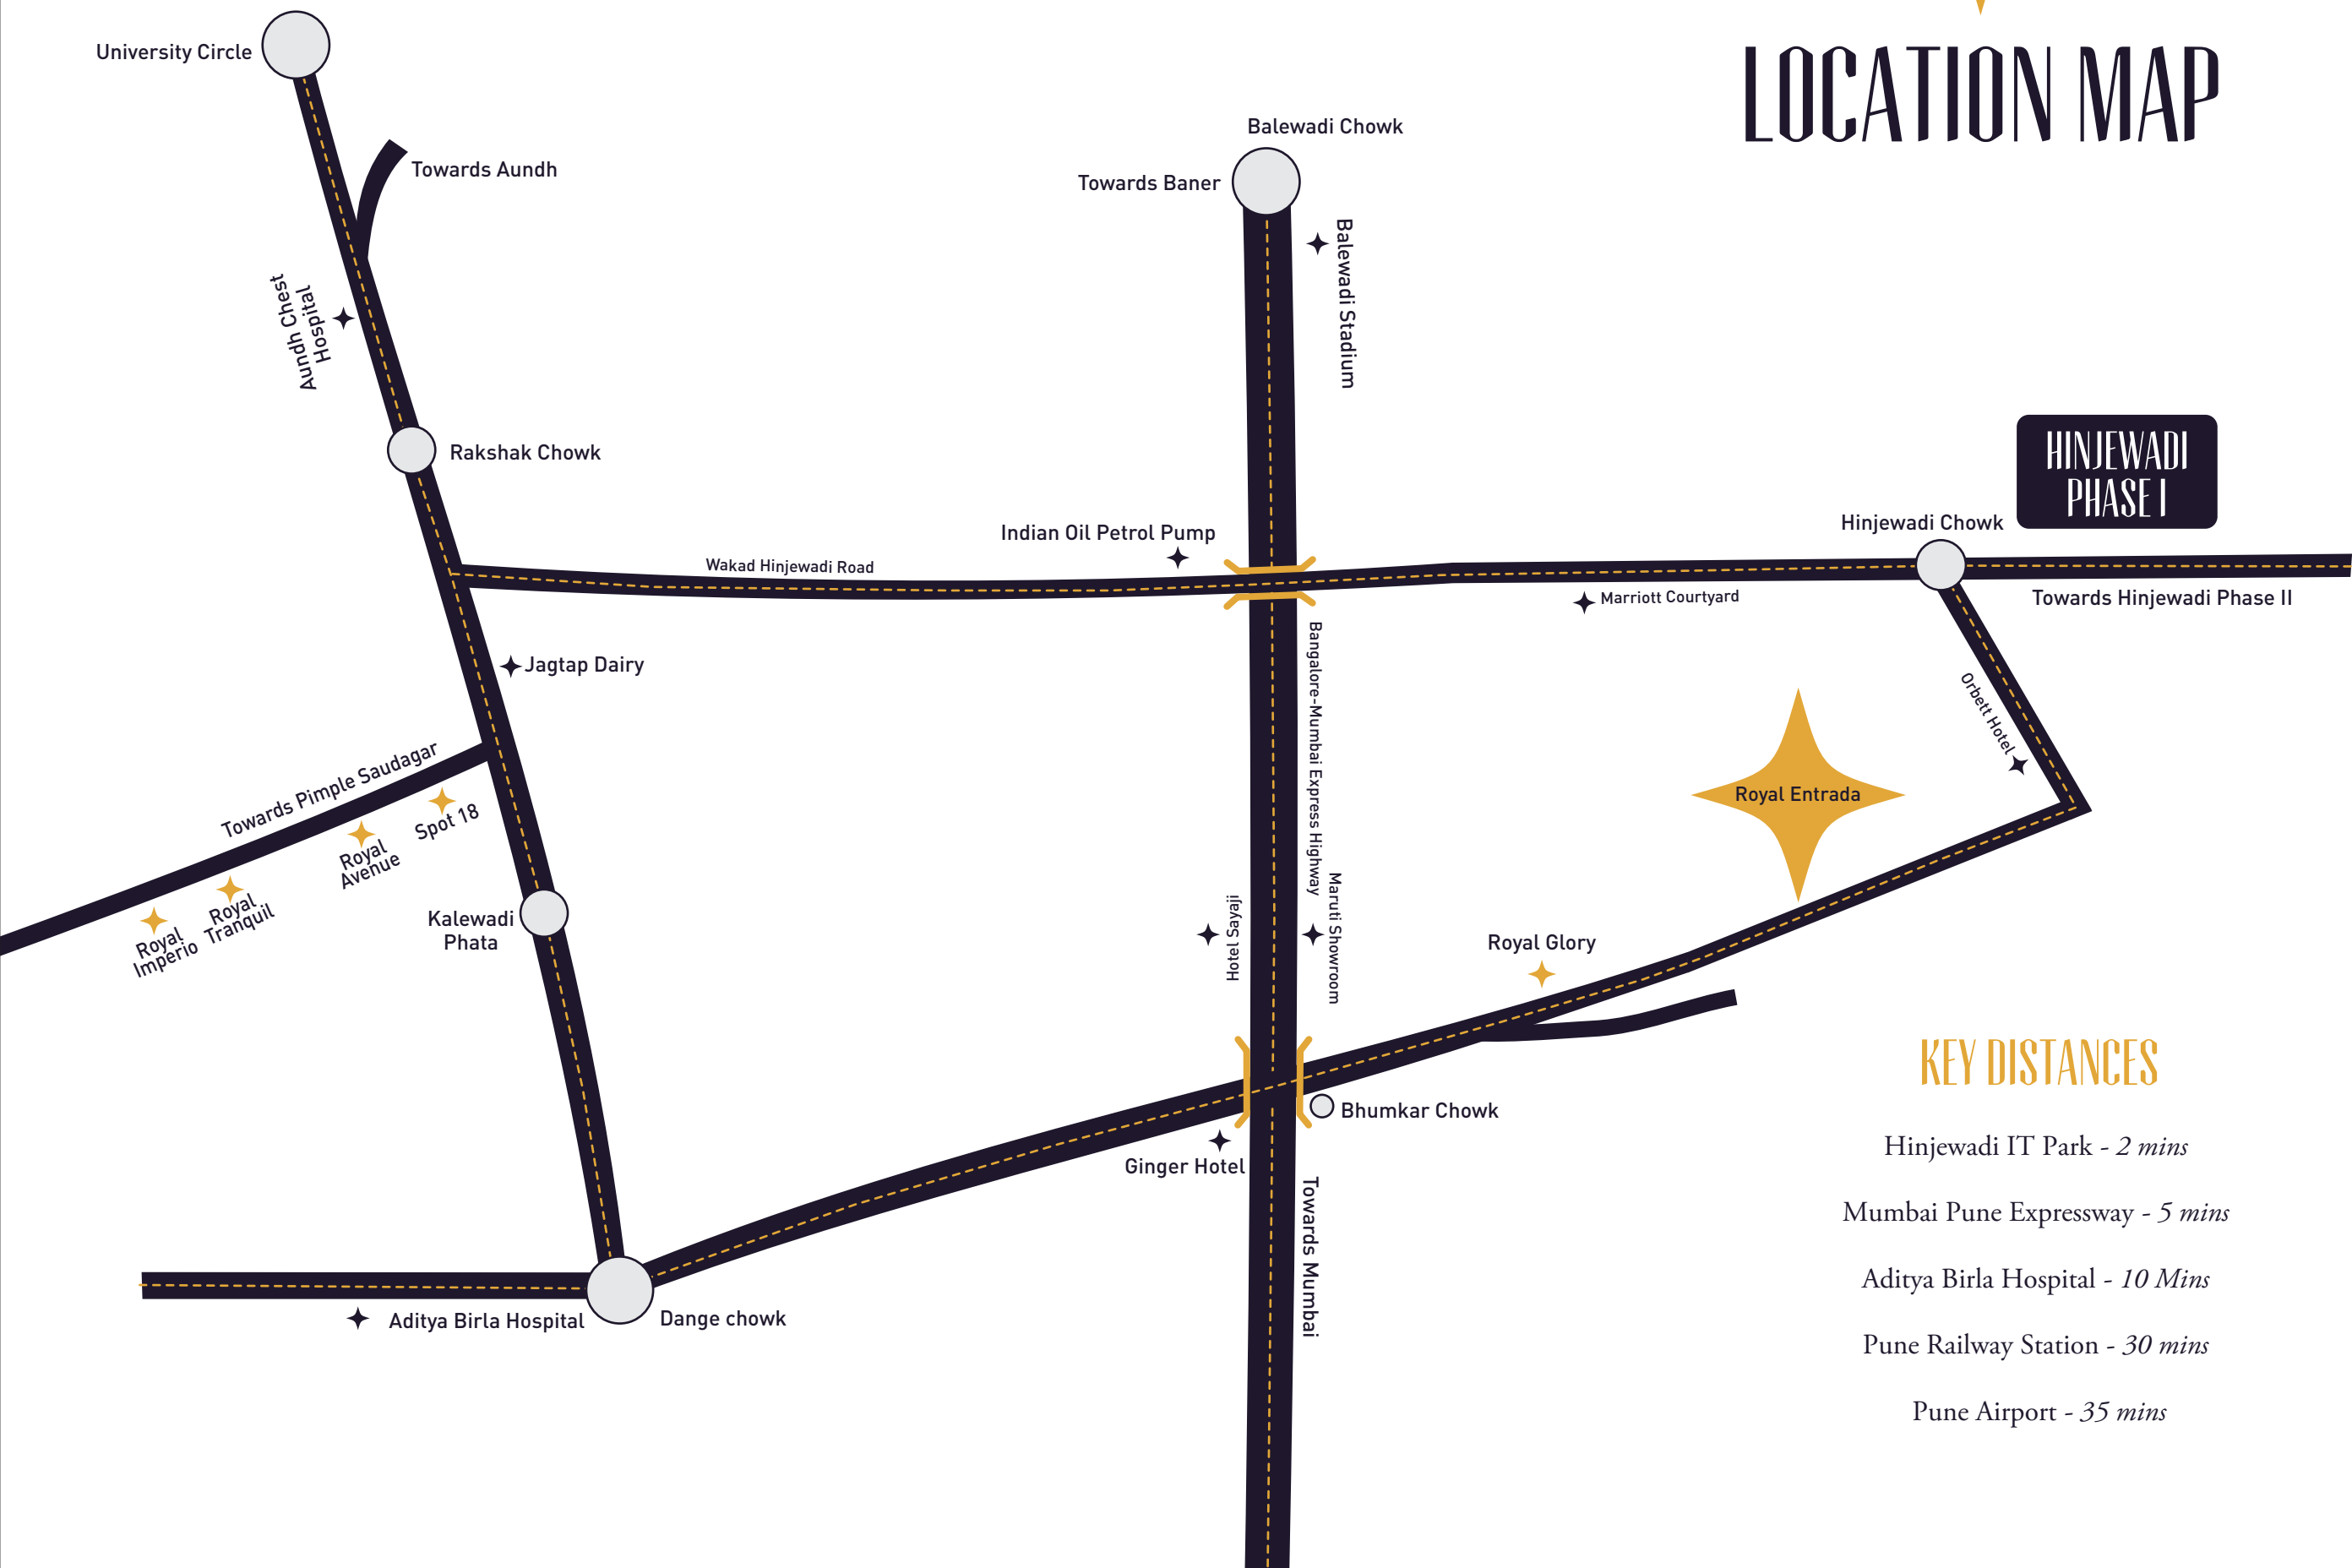 LOCATION MAP
University Circle
Towards Aundh
Balewadi Chowk
Towards Baner
Balewadi Stadium
Aundh Chest
Hospital
Rakshak Chowk
HINJEWADI
PHASE I
Indian Oil Petrol Pump
Hinjewadi Chowk
Wakad Hinjewadi Road
Marriott Courtyard
Towards Hinjewadi Phase II
Jagtap Dairy
Bangalore-Mumbai Express Highway
Orbett Hotel
Royal Entrada
Towards Pimple Saudagar
Spot 18
Royal
Avenue
Royal
Tranquil
Royal
Imperio
Kalewadi
Phata
Hotel Sayaji
Maruti Showroom
Royal Glory
Bhumkar Chowk
Ginger Hotel
Towards Mumbai
Aditya Birla Hospital
Dange chowk
KEY DISTANCES
Hinjewadi IT Park - 2 mins
Mumbai Pune Expressway - 5 mins
Aditya Birla Hospital - 10 Mins
Pune Railway Station - 30 mins
Pune Airport - 35 mins